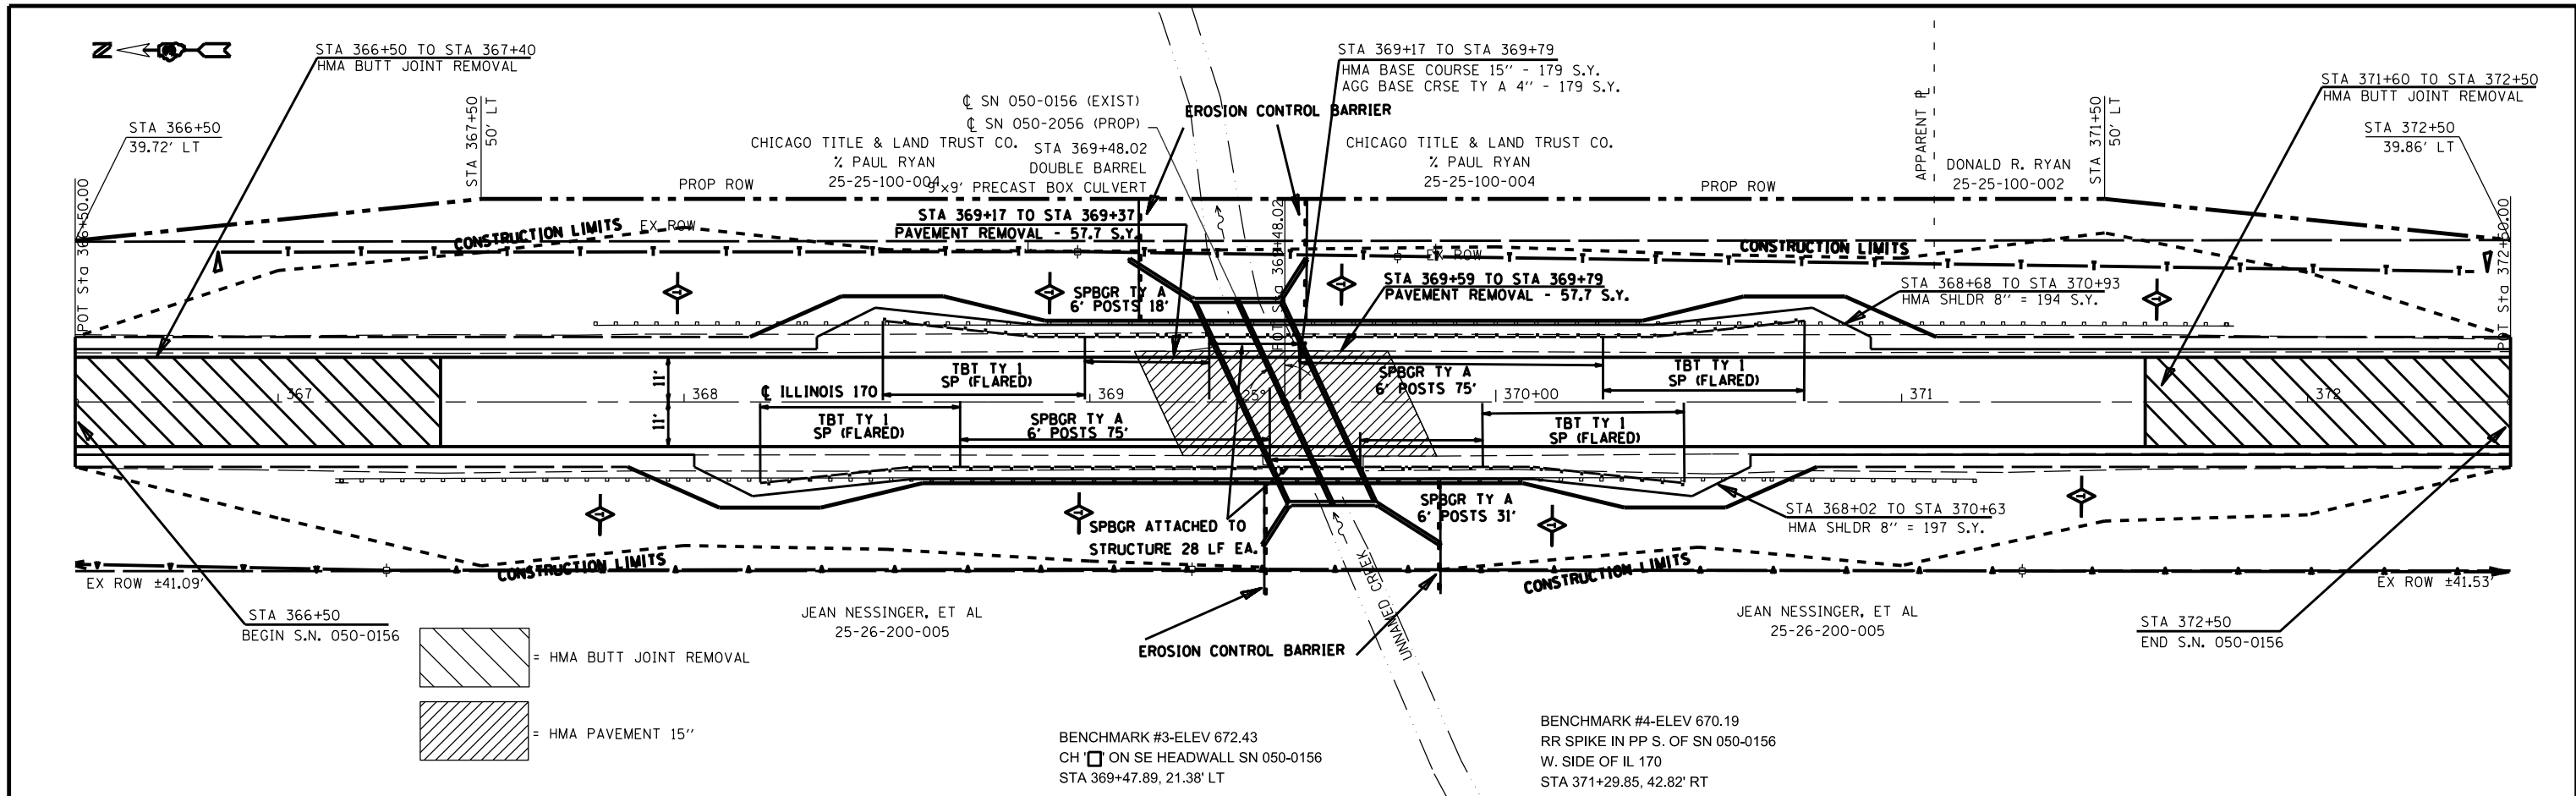 N
STA 366+50 TO STA 367+40
HMA BUTT JOINT REMOVAL
STA 366+50
39.72' LT
STA 367+50
50' LT
℄ SN 050-0156 (EXIST)
℄ SN 050-2056 (PROP)
STA 369+48.02
DOUBLE BARREL
9'x9' PRECAST BOX CULVERT
CHICAGO TITLE & LAND TRUST CO.
% PAUL RYAN
25-25-100-004
EROSION CONTROL BARRIER
STA 369+17 TO STA 369+79
HMA BASE COURSE 15" - 179 S.Y.
AGG BASE CRSE TY A 4" - 179 S.Y.
CHICAGO TITLE & LAND TRUST CO.
% PAUL RYAN
25-25-100-004
APPARENT PL
DONALD R. RYAN
25-25-100-002
STA 371+50
50' LT
STA 371+60 TO STA 372+50
HMA BUTT JOINT REMOVAL
STA 372+50
39.86' LT
PROP ROW
PROP ROW
POT Sta 366+50.00
CONSTRUCTION LIMITS
EX ROW
STA 369+17 TO STA 369+37
PAVEMENT REMOVAL - 57.7 S.Y.
POT Sta 369+48.02
EX ROW
CONSTRUCTION LIMITS
POT Sta 372+50.00
SPBGR TY A
6' POSTS 18'
STA 369+59 TO STA 369+79
PAVEMENT REMOVAL - 57.7 S.Y.
STA 368+68 TO STA 370+93
HMA SHLDR 8" = 194 S.Y.
TBT TY 1
SP (FLARED)
SPBGR TY A
6' POSTS 75'
TBT TY 1
SP (FLARED)
11'
11'
367
368
℄ ILLINOIS 170
369
25°
370+00
371
372
TBT TY 1
SP (FLARED)
SPBGR TY A
6' POSTS 75'
TBT TY 1
SP (FLARED)
SPBGR ATTACHED TO
STRUCTURE 28 LF EA.
SPBGR TY A
6' POSTS 31'
STA 368+02 TO STA 370+63
HMA SHLDR 8" = 197 S.Y.
CONSTRUCTION LIMITS
CONSTRUCTION LIMITS
EX ROW ±41.09'
EX ROW ±41.53'
UNNAMED CREEK
STA 366+50
BEGIN S.N. 050-0156
JEAN NESSINGER, ET AL
25-26-200-005
EROSION CONTROL BARRIER
JEAN NESSINGER, ET AL
25-26-200-005
STA 372+50
END S.N. 050-0156
= HMA BUTT JOINT REMOVAL
= HMA PAVEMENT 15"
BENCHMARK #3-ELEV 672.43
CH '□' ON SE HEADWALL SN 050-0156
STA 369+47.89, 21.38' LT
BENCHMARK #4-ELEV 670.19
RR SPIKE IN PP S. OF SN 050-0156
W. SIDE OF IL 170
STA 371+29.85, 42.82' RT